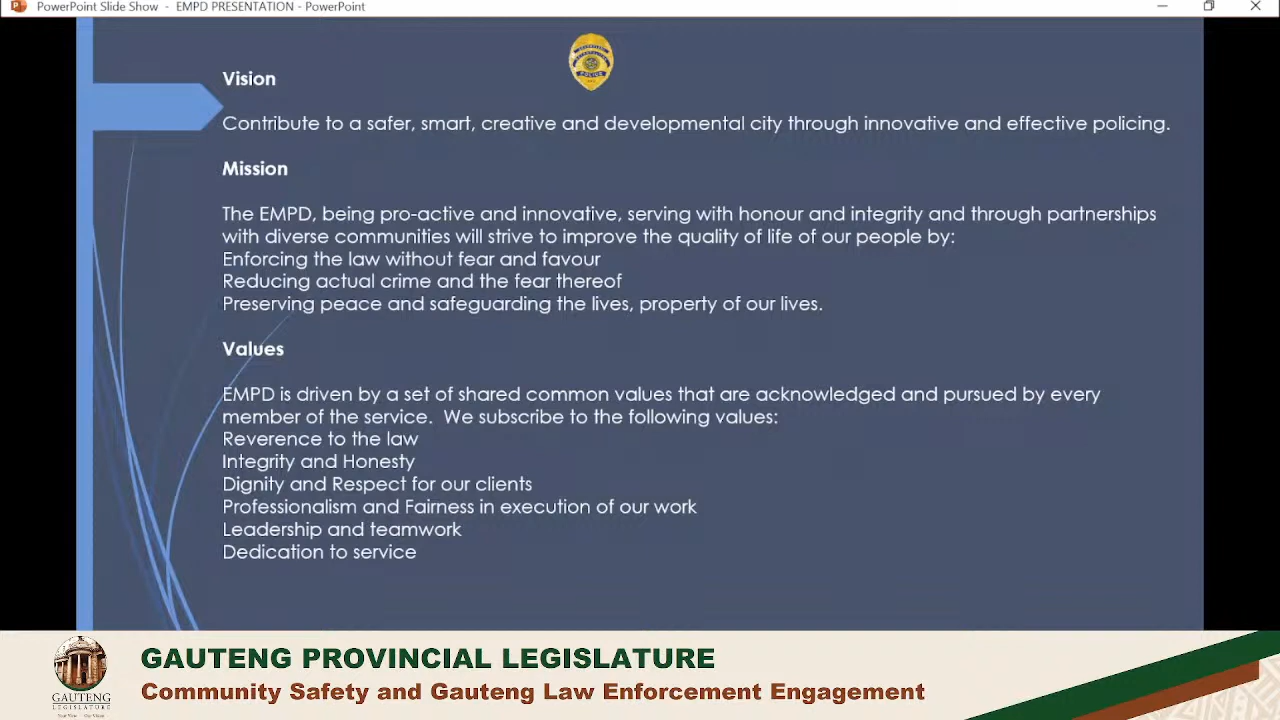 PowerPoint Slide Show - EMPD PRESENTATION - PowerPoint
POLICE
Vision
Contribute to a safer, smart, creative and developmental city through innovative and effective policing.
Mission
The EMPD, being pro-active and innovative, serving with honour and integrity and through partnerships
with diverse communities will strive to improve the quality of life of our people by:
Enforcing the law without fear and favour
Reducing actual crime and the fear thereof
Preserving peace and safeguarding the lives, property of our lives.
Values
EMPD is driven by a set of shared common values that are acknowledged and pursued by every
member of the service. We subscribe to the following values:
Reverence to the law
Integrity and Honesty
Dignity and Respect for our clients
Professionalism and Fairness in execution of our work
Leadership and teamwork
Dedication to service
GAUTENG PROVINCIAL LEGISLATURE
Community Safety and Gauteng Law Enforcement Engagement
GAUTENG
LEGISLATURE